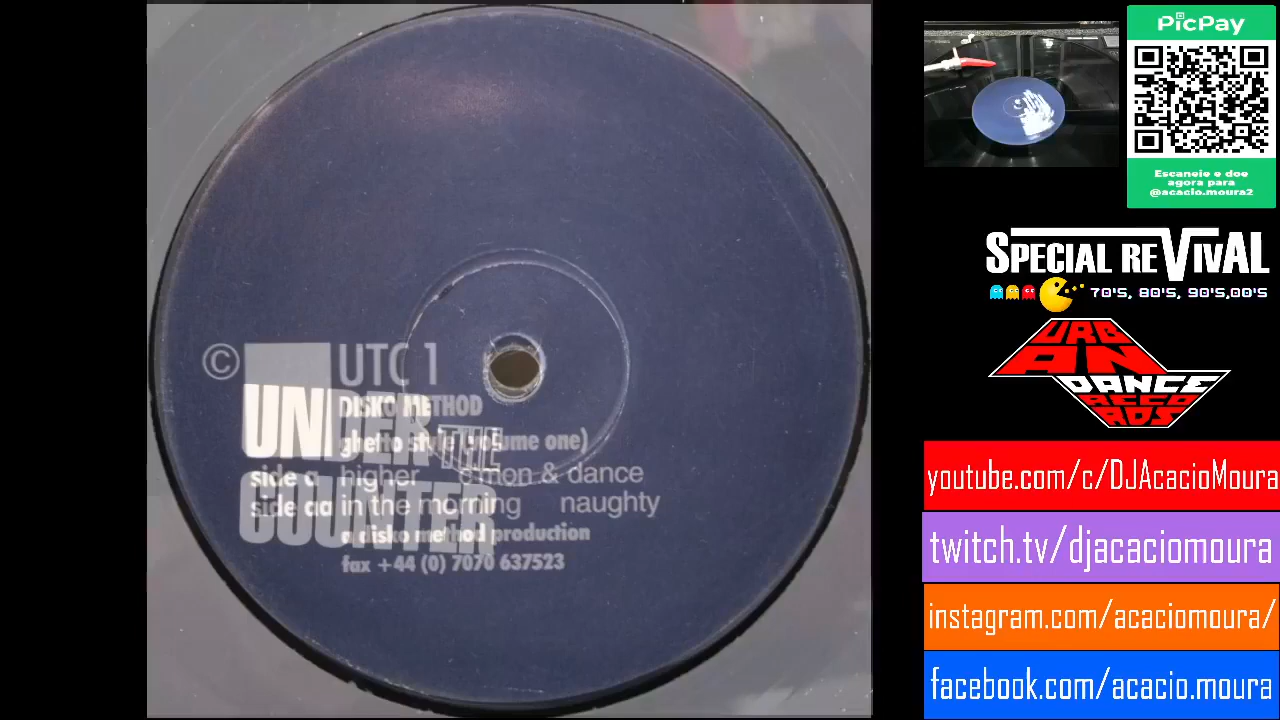 © UTC 1
UNDER THE COUNTER
DISKO METHOD
ghetto style (volume one)
side a higher c'mon & dance
side aa in the morning naughty
a disko method production
fax +44 (0) 7070 637523
PicPay
Escaneie e doe
agora para
@acacio.moura2
SPECIAL REVIVAL
70'S, 80'S, 90'S,00'S
URBAN
DANCE
RECORDS
youtube.com/c/DJAcacioMoura
twitch.tv/djacaciomoura
instagram.com/acaciomoura/
facebook.com/acacio.moura